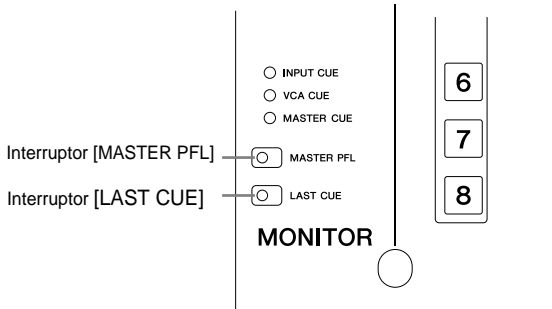 INPUT CUE
VCA CUE
MASTER CUE
Interruptor [MASTER PFL]
MASTER PFL
Interruptor [LAST CUE]
LAST CUE
MONITOR
6
7
8